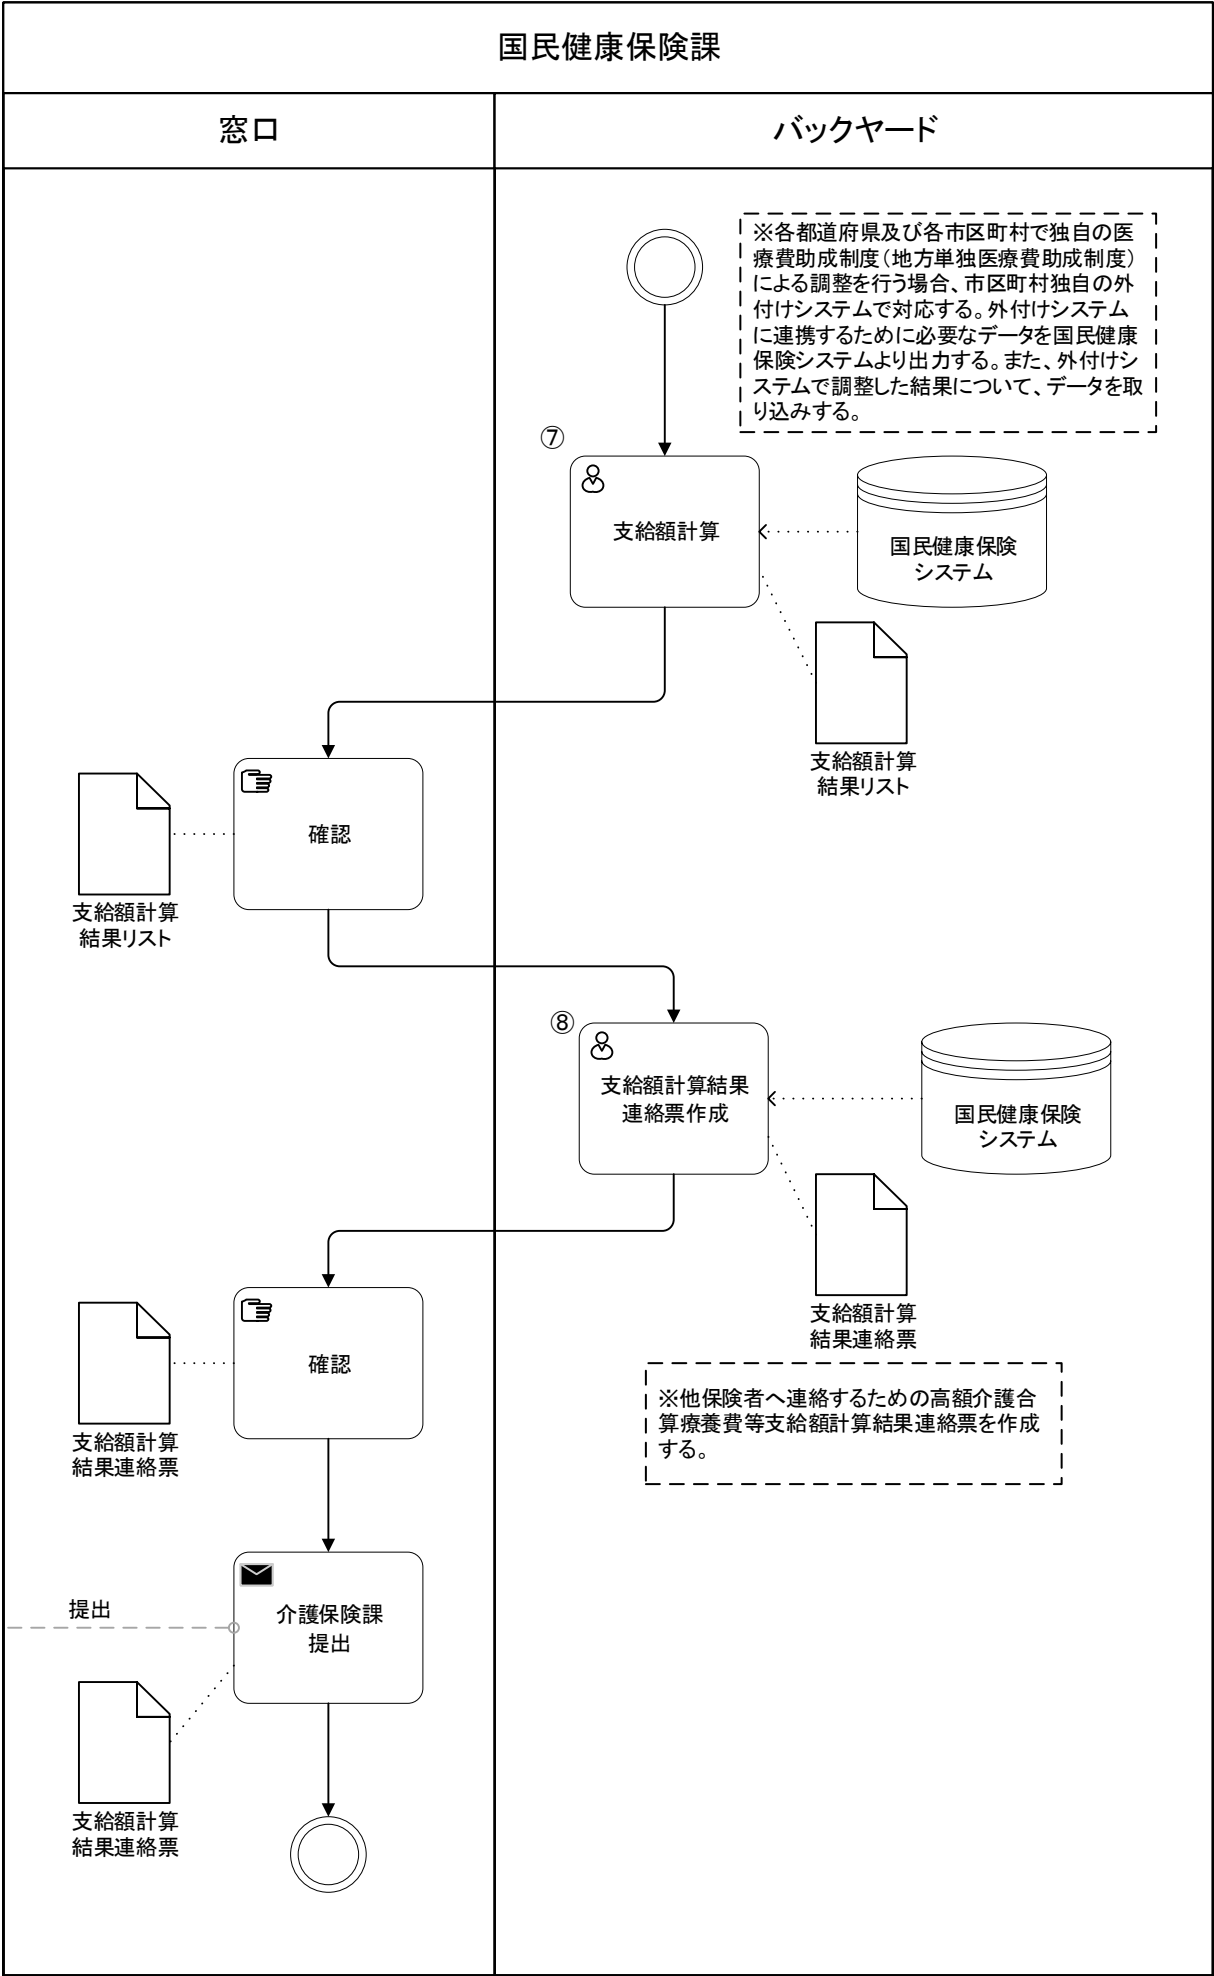 国民健康保険課
窓口
バックヤード
※各都道府県及び各市区町村で独自の医
療費助成制度（地方単独医療費助成制度）
による調整を行う場合、市区町村独自の外
付けシステムで対応する。外付けシステム
に連携するために必要なデータを国民健康
保険システムより出力する。また、外付けシ
ステムで調整した結果について、データを取
り込みする。
⑦
支給額計算
国民健康保険
システム
支給額計算
結果リスト
確認
支給額計算
結果リスト
⑧
支給額計算結果
連絡票作成
国民健康保険
システム
支給額計算
結果連絡票
確認
支給額計算
結果連絡票
※他保険者へ連絡するための高額介護合
算療養費等支給額計算結果連絡票を作成
する。
提出
介護保険課
提出
支給額計算
結果連絡票